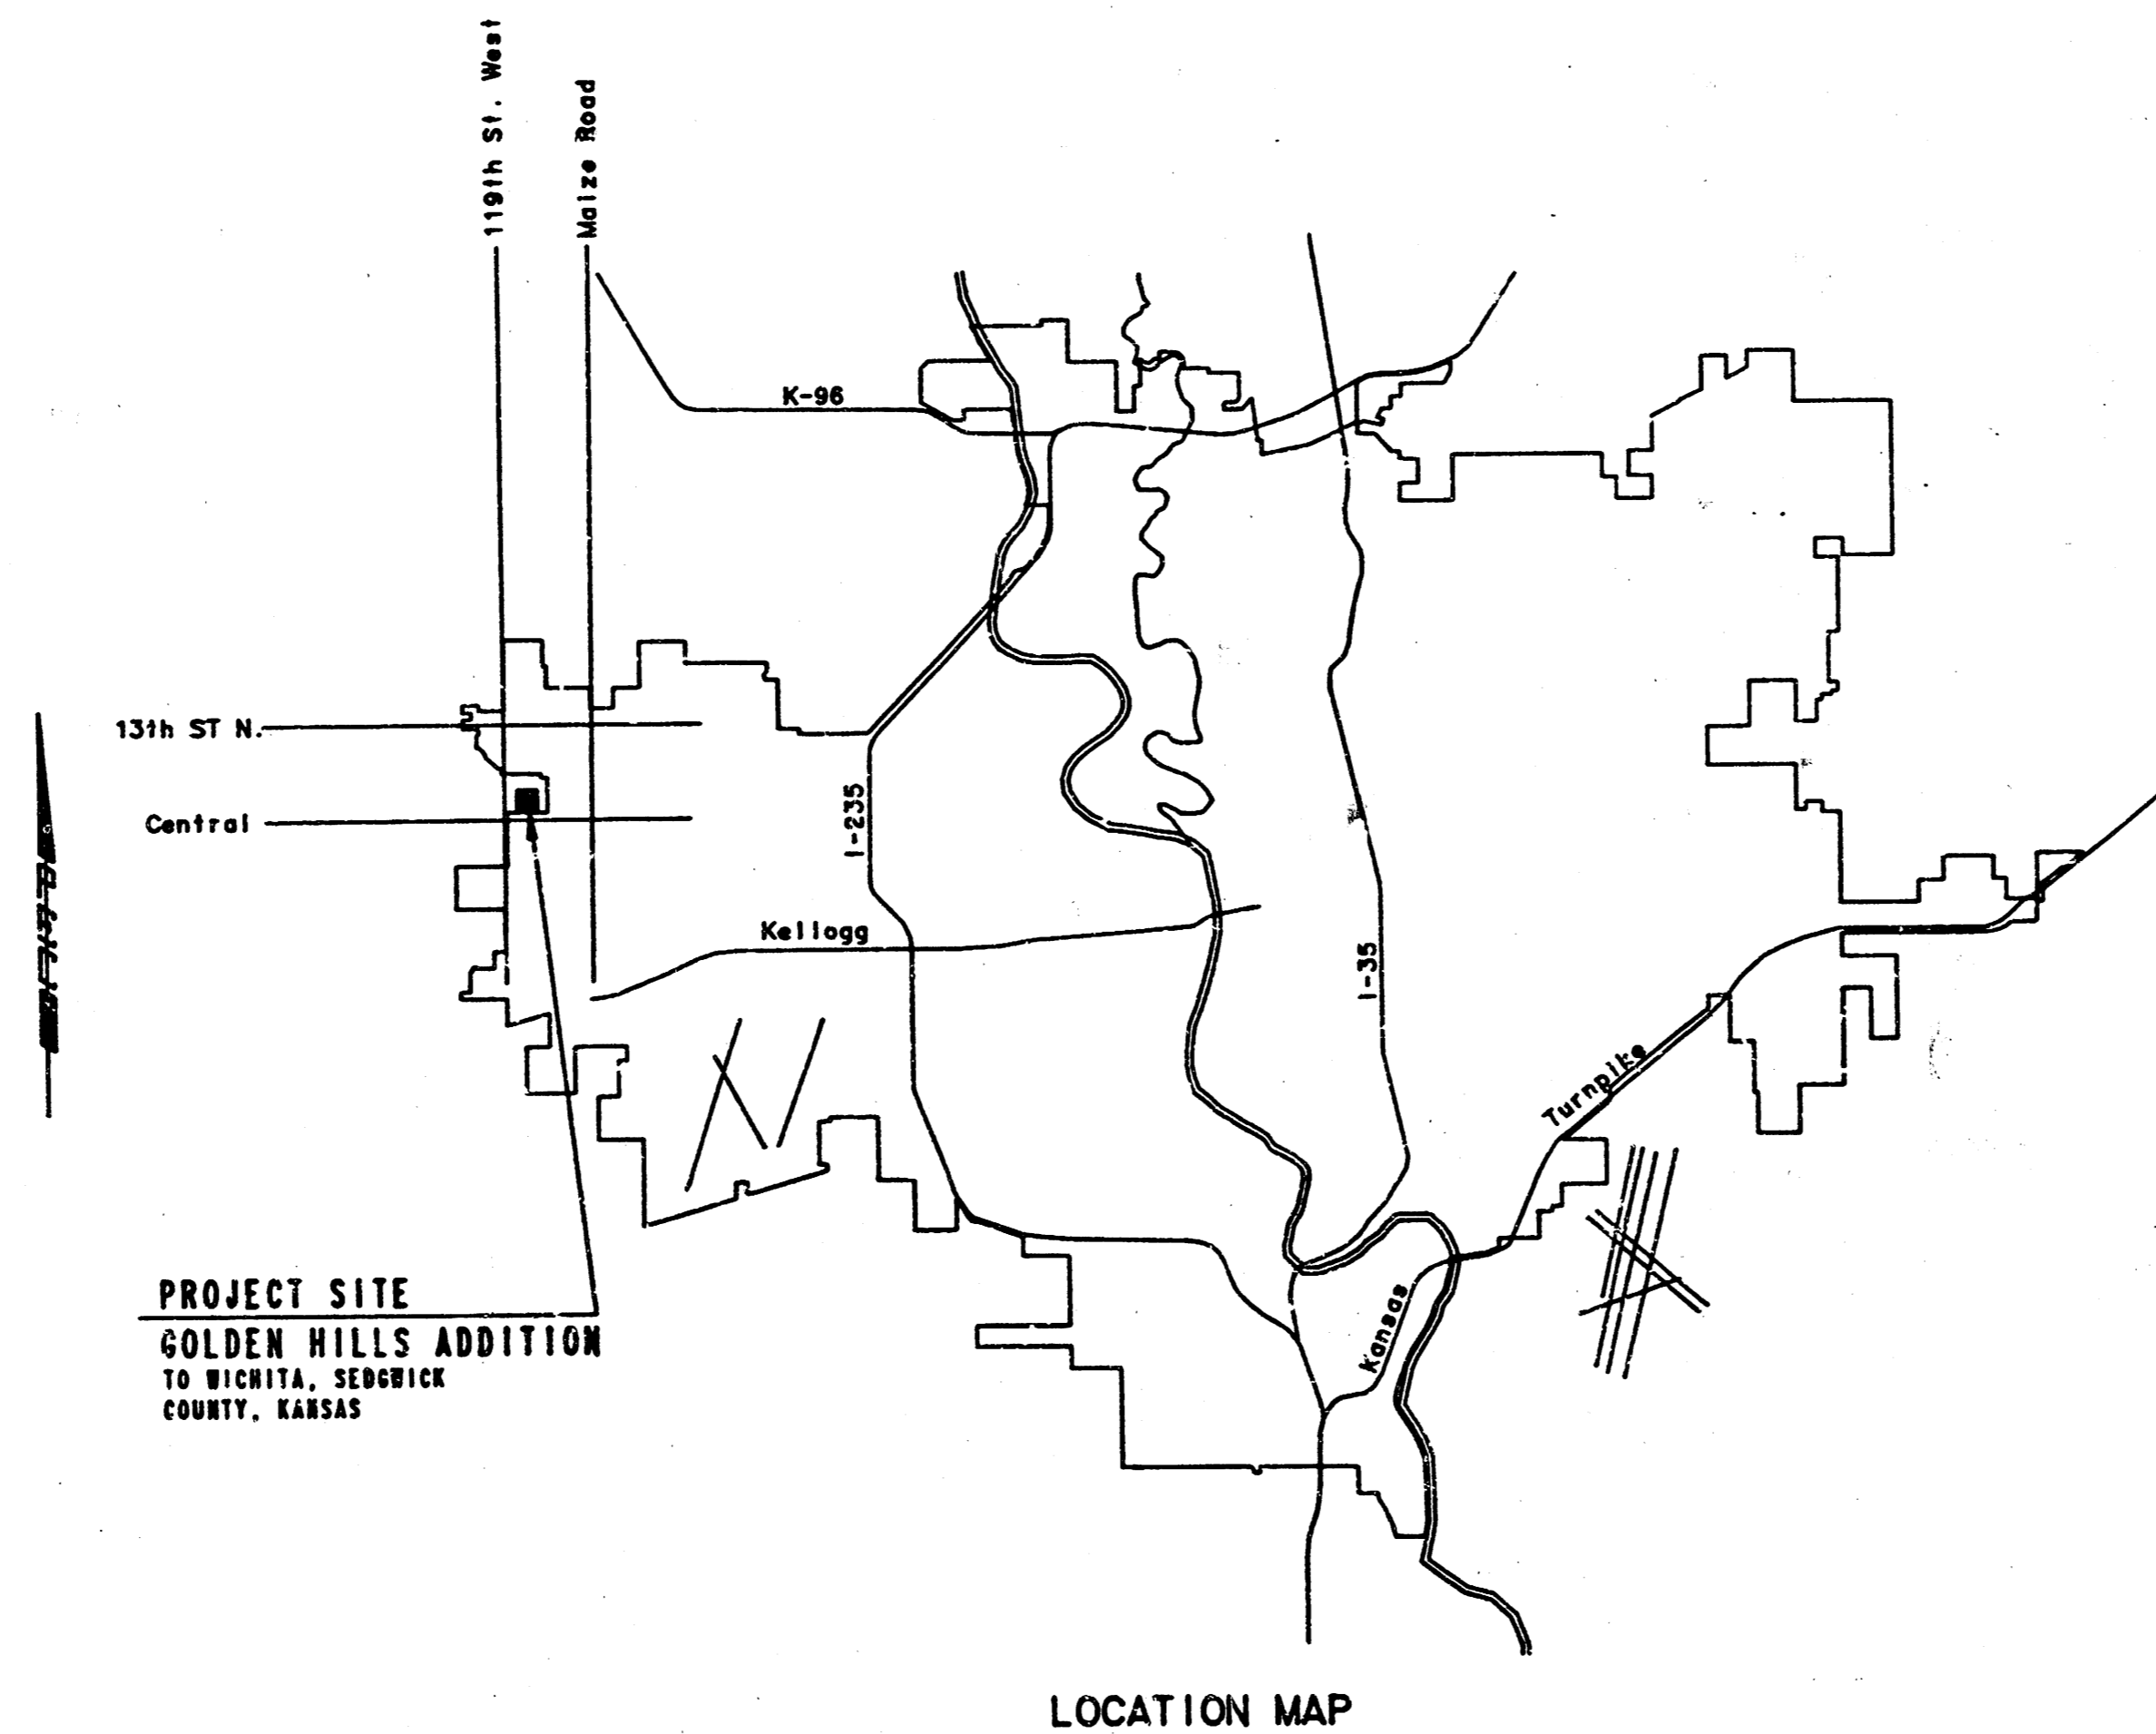 119th St. West
Maize Road
K-96
13th ST N.
Central
I-235
Kellogg
I-35
Turnpike
Kansas
PROJECT SITE
GOLDEN HILLS ADDITION
TO WICHITA, SEDGWICK
COUNTY, KANSAS
LOCATION MAP